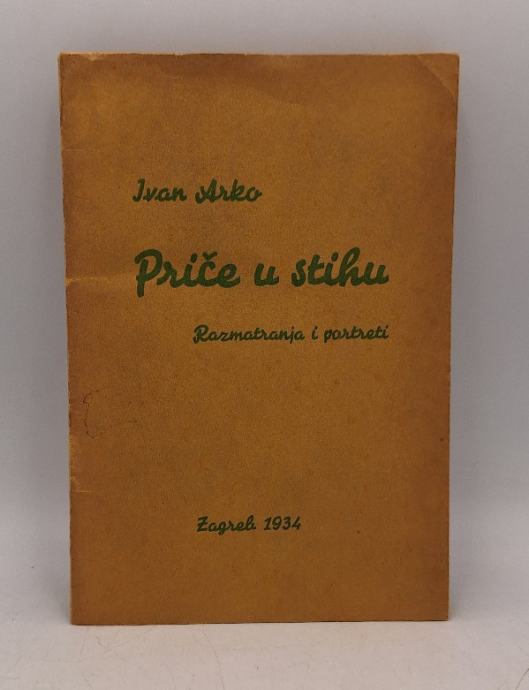 Ivan Arko
Priče u stihu
Razmatranja i portreti
Zagreb 1934